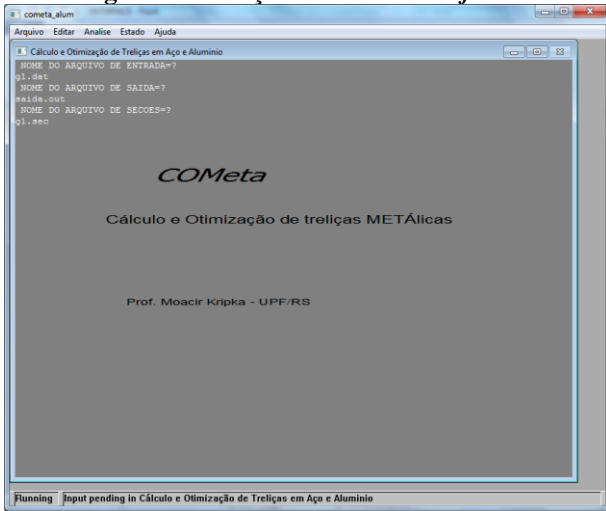 cometa_alum
Arquivo Editar Analise Estado Ajuda
Cálculo e Otimização de Treliças em Aço e Aluminio
NOME DO ARQUIVO DE ENTRADA=?
g1.dat
NOME DO ARQUIVO DE SAIDA=?
saida.out
NOME DO ARQUIVO DE SECOES=?
g1.sec
COMeta
Cálculo e Otimização de treliças METÁlicas
Prof. Moacir Kripka - UPF/RS
Running Input pending in Cálculo e Otimização de Treliças em Aço e Aluminio